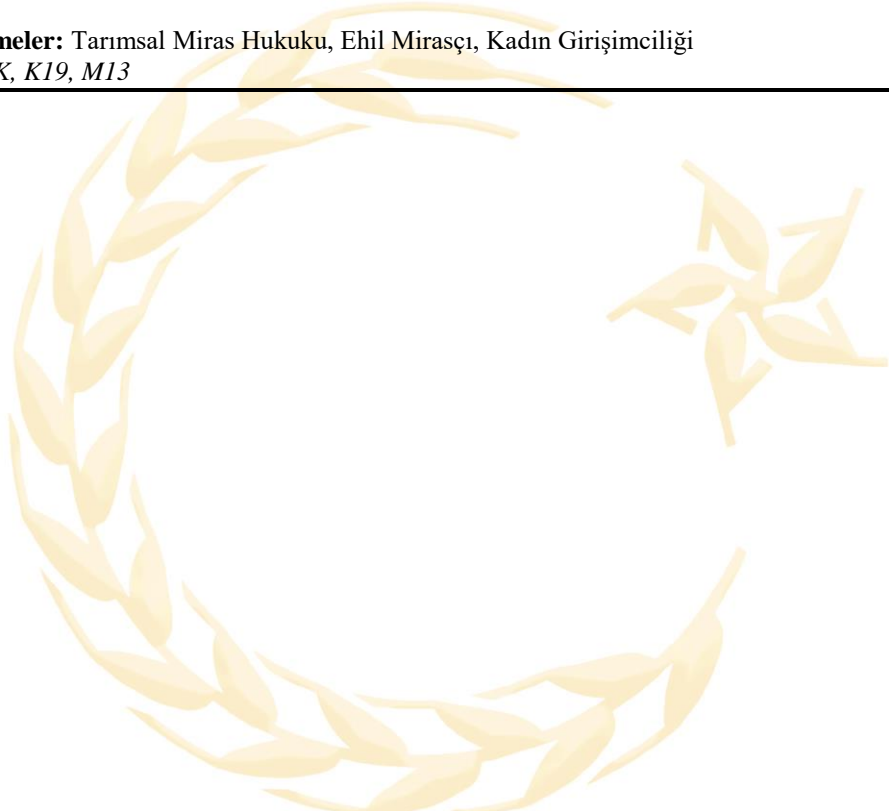 meler: Tarımsal Miras Hukuku, Ehil Mirasçı, Kadın Girişimciliği
K, K19, M13